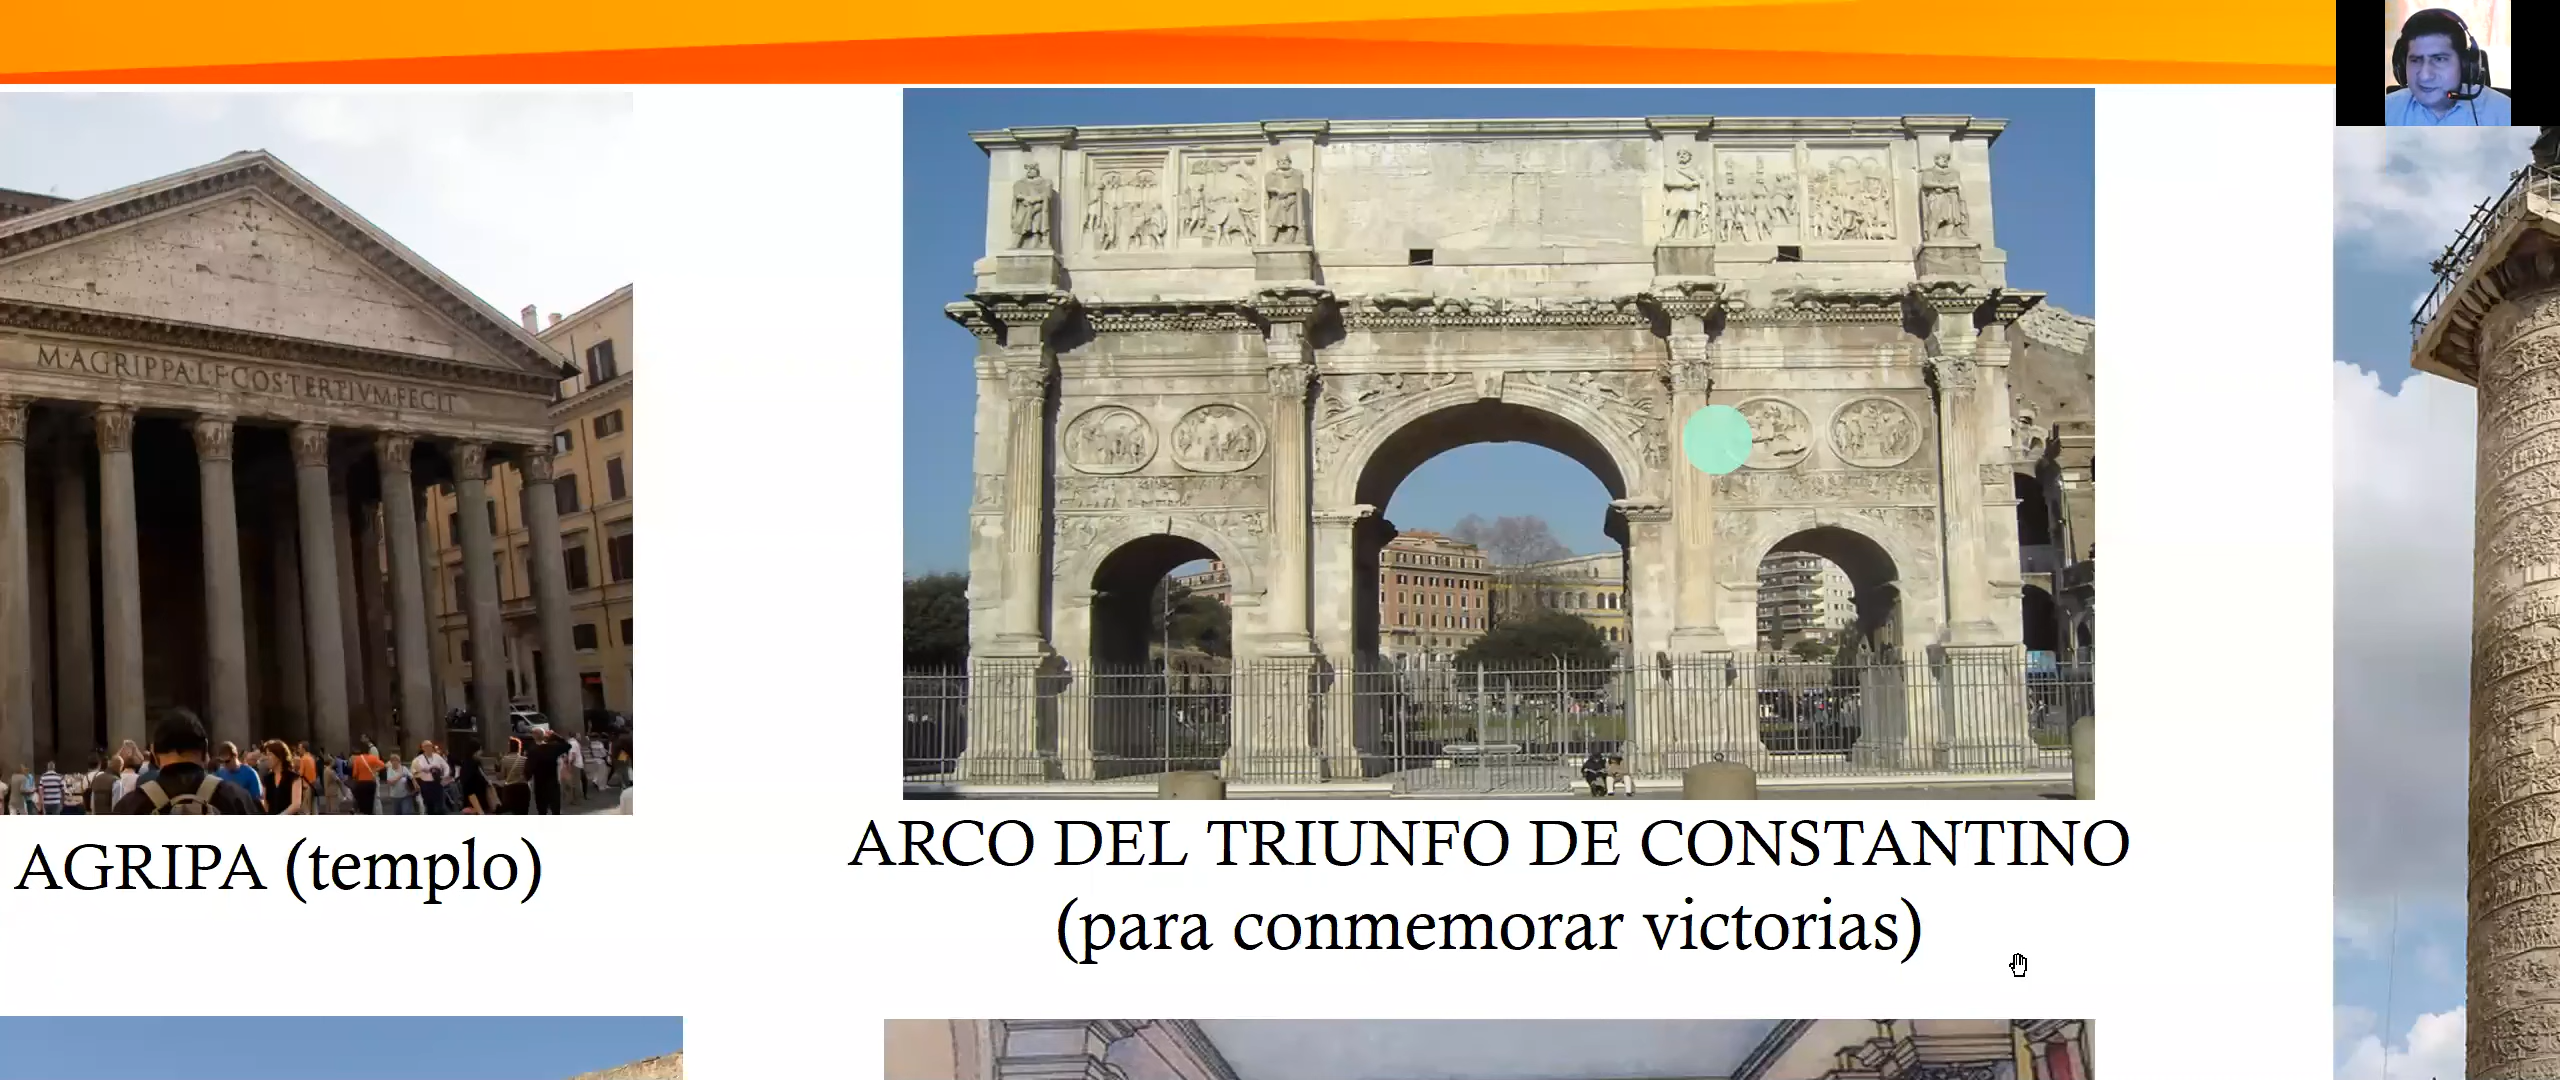 M·AGRIPPA·L·F·COS·TERTIVM·FECIT
AGRIPA (templo)
ARCO DEL TRIUNFO DE CONSTANTINO
(para conmemorar victorias)